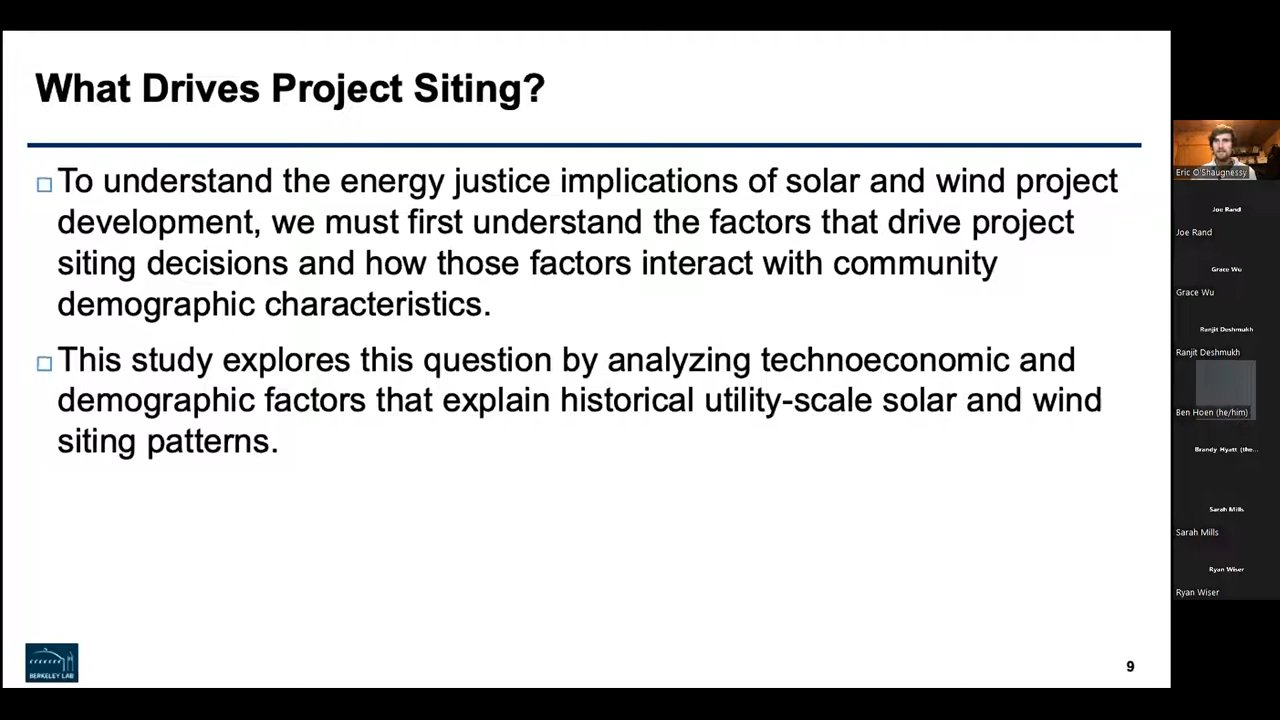 What Drives Project Siting?
To understand the energy justice implications of solar and wind project
development, we must first understand the factors that drive project
siting decisions and how those factors interact with community
demographic characteristics.
This study explores this question by analyzing technoeconomic and
demographic factors that explain historical utility-scale solar and wind
siting patterns.
BERKELEY LAB
9
Eric O'Shaugnessy
Joe Rand
Joe Rand
Grace Wu
Grace Wu
Ranjit Deshmukh
Ranjit Deshmukh
Ben Hoen (he/him)
Brandy Hyatt (the...
Sarah Mills
Sarah Mills
Ryan Wiser
Ryan Wiser